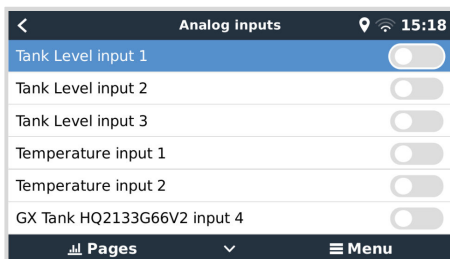 Analog inputs 15:18
Tank Level input 1
Tank Level input 2
Tank Level input 3
Temperature input 1
Temperature input 2
GX Tank HQ2133G66V2 input 4
Pages Menu